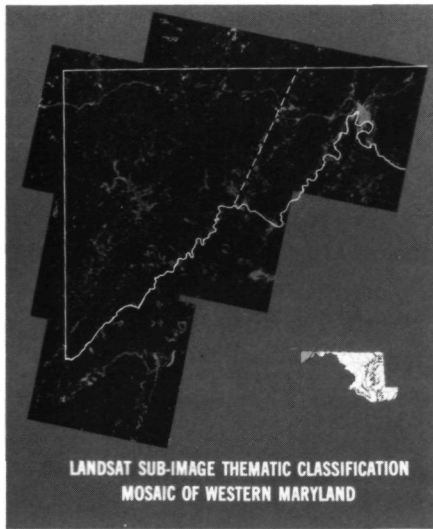 LANDSAT SUB-IMAGE THEMATIC CLASSIFICATION
MOSAIC OF WESTERN MARYLAND